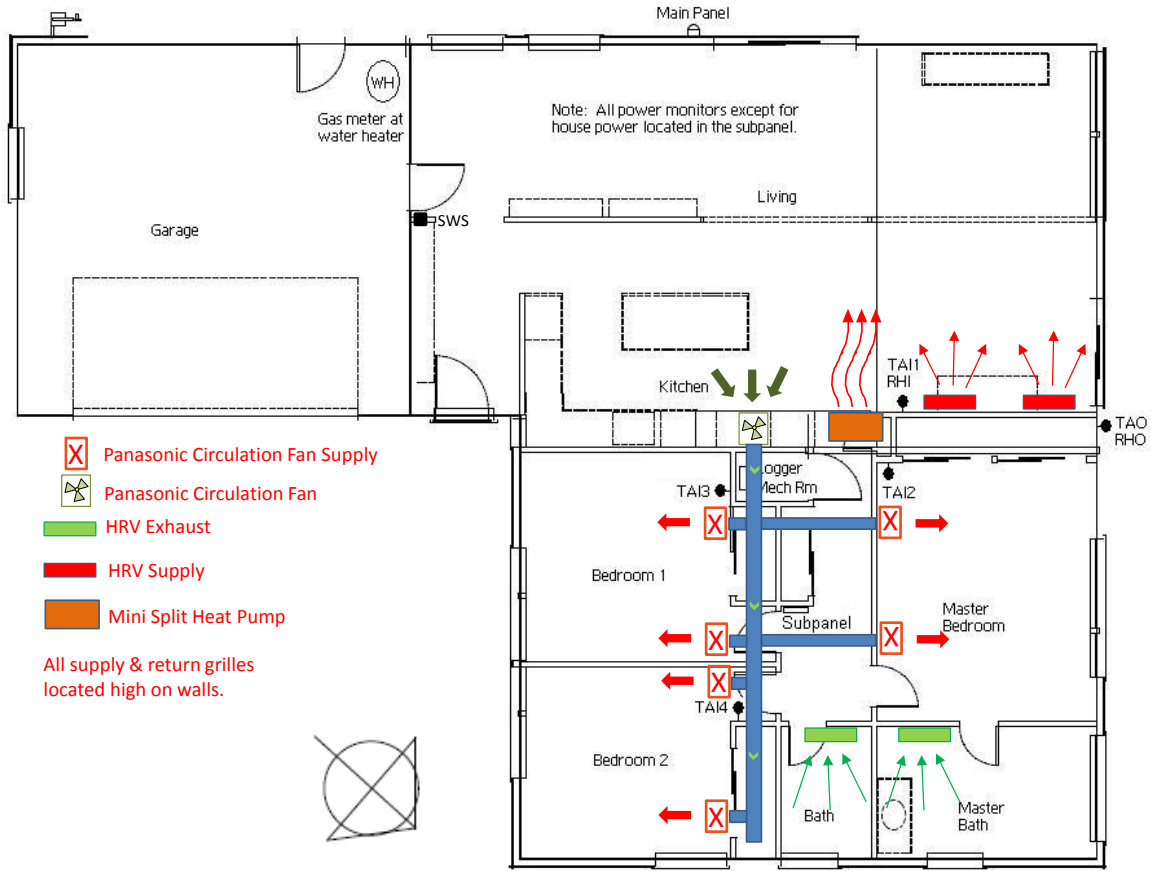 Main Panel
WH
Gas meter at
water heater
Note: All power monitors except for
house power located in the subpanel.
Living
SWS
Garage
TAI1
RHI
Kitchen
TAO
RHO
X Panasonic Circulation Fan Supply
Panasonic Circulation Fan
HRV Exhaust
HRV Supply
Mini Split Heat Pump
All supply & return grilles
located high on walls.
Logger
Mech Rm
TAI3
TAI2
X
X
Bedroom 1
Master
Bedroom
Subpanel
X
X
X
TAI4
Bedroom 2
X
Bath
Master
Bath